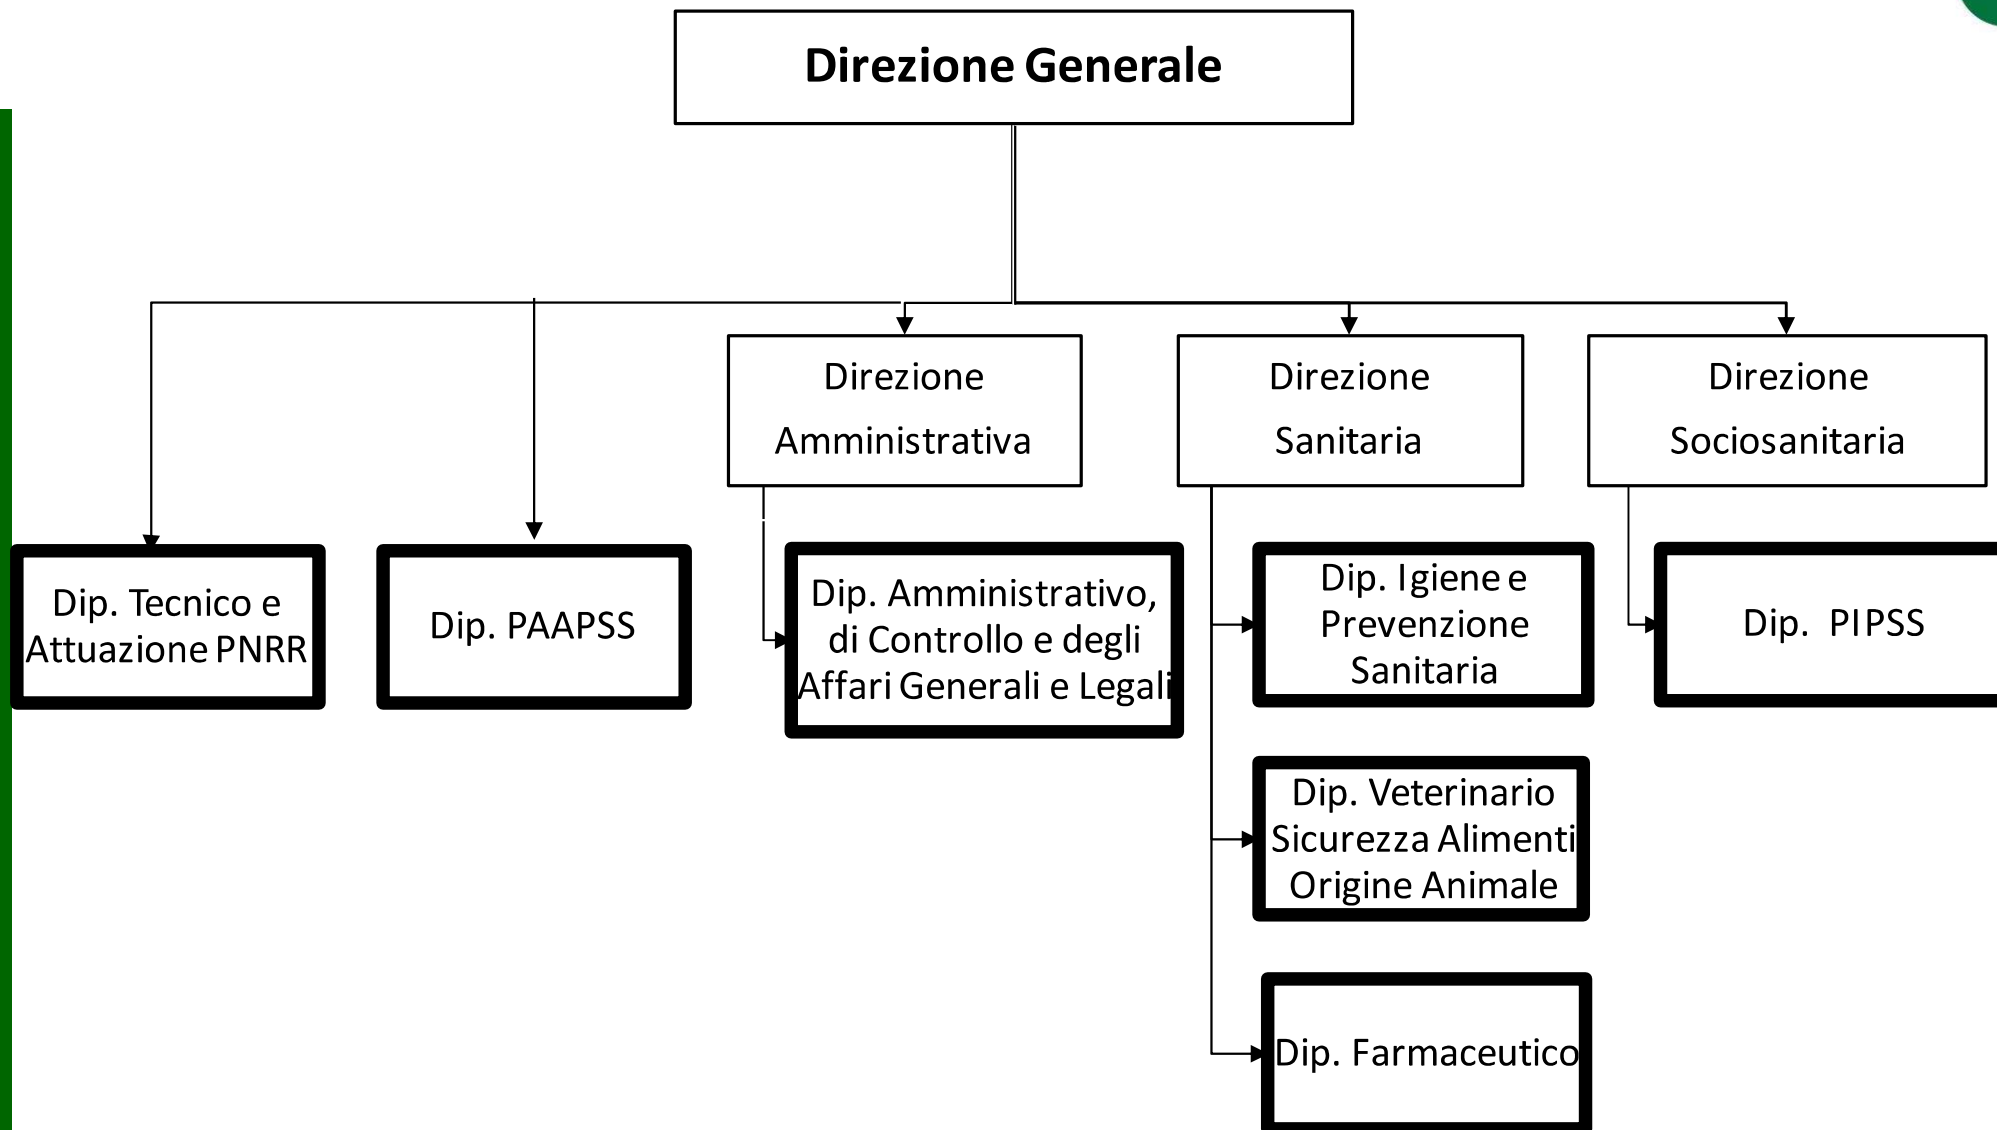 Direzione Generale
Direzione
Amministrativa
Direzione
Sanitaria
Direzione
Sociosanitaria
Dip. Tecnico e
Attuazione PNRR
Dip. PAAPSS
Dip. Amministrativo,
di Controllo e degli
Affari Generali e Legali
Dip. Igiene e
Prevenzione
Sanitaria
Dip. PIPSS
Dip. Veterinario
Sicurezza Alimenti
Origine Animale
Dip. Farmaceutico